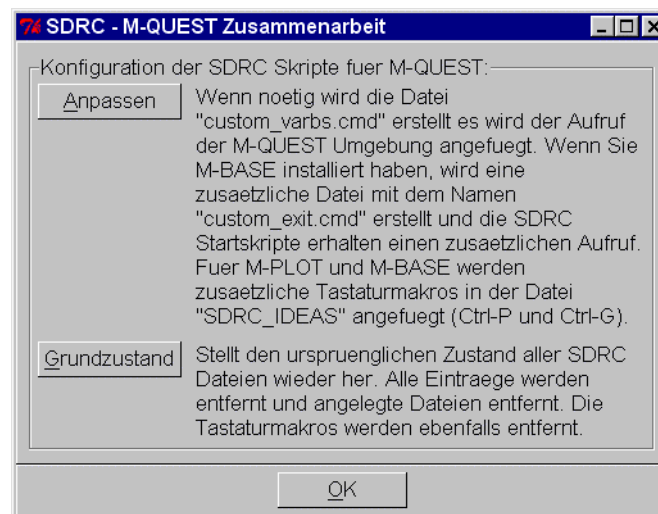 SDRC - M-QUEST Zusammenarbeit
Konfiguration der SDRC Skripte fuer M-QUEST:
Anpassen
Wenn noetig wird die Datei
"custom_varbs.cmd" erstellt es wird der Aufruf
der M-QUEST Umgebung angefuegt. Wenn Sie
M-BASE installiert haben, wird eine
zusaetzliche Datei mit dem Namen
"custom_exit.cmd" erstellt und die SDRC
Startskripte erhalten einen zusaetzlichen Aufruf.
Fuer M-PLOT und M-BASE werden
zusaetzliche Tastaturmakros in der Datei
"SDRC_IDEAS" angefuegt (Ctrl-P und Ctrl-G).
Grundzustand
Stellt den urspruenglichen Zustand aller SDRC
Dateien wieder her. Alle Eintraege werden
entfernt und angelegte Dateien entfernt. Die
Tastaturmakros werden ebenfalls entfernt.
OK